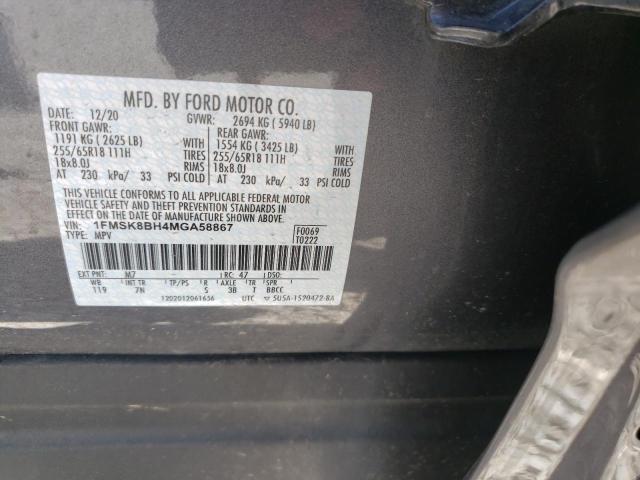 MFD. BY FORD MOTOR CO.
DATE: 12/20 GVWR: 2694 KG ( 5940 LB)
FRONT GAWR: REAR GAWR:
1191 KG ( 2625 LB) WITH 1554 KG ( 3425 LB) WITH
255/65R18 111H TIRES 255/65R18 111H TIRES
18x8.0J RIMS 18x8.0J RIMS
AT 230 kPa/ 33 PSI COLD AT 230 kPa/ 33 PSI COLD
THIS VEHICLE CONFORMS TO ALL APPLICABLE FEDERAL MOTOR
VEHICLE SAFETY AND THEFT PREVENTION STANDARDS IN
EFFECT ON THE DATE OF MANUFACTURE SHOWN ABOVE.
VIN: 1FMSK8BH4MGA58867 F0069
TYPE: MPV T0222
EXT PNT: M7 RC: 47 DSO:
WB INT TR TP/PS R AXLE TR SPR
119 7N S 3B T BBCC
1202012061656 UTC 5U5A-1520472-BA